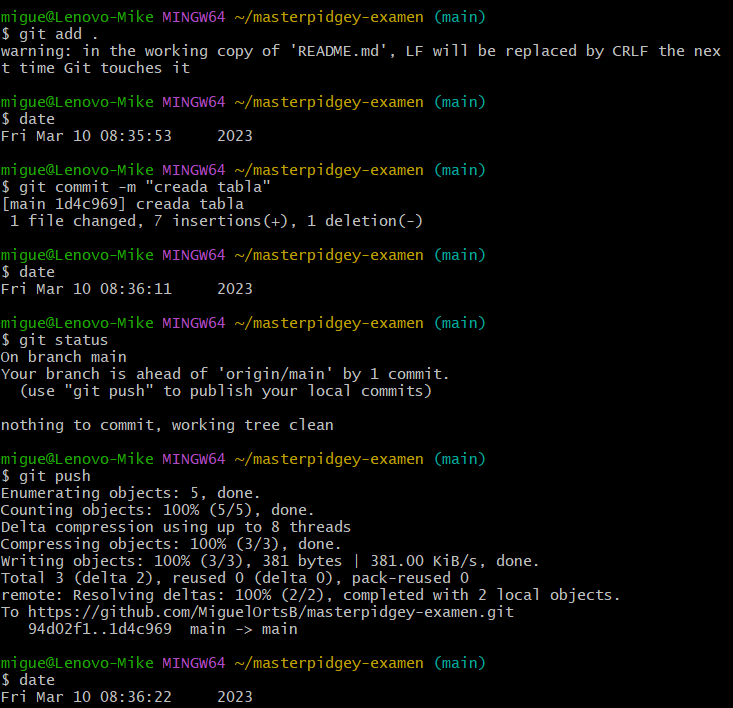 migue@Lenovo-Mike MINGW64 ~/masterpidgey-examen (main)
$ git add .
warning: in the working copy of 'README.md', LF will be replaced by CRLF the nex
t time Git touches it
migue@Lenovo-Mike MINGW64 ~/masterpidgey-examen (main)
$ date
Fri Mar 10 08:35:53     2023
migue@Lenovo-Mike MINGW64 ~/masterpidgey-examen (main)
$ git commit -m "creada tabla"
[main 1d4c969] creada tabla
 1 file changed, 7 insertions(+), 1 deletion(-)
migue@Lenovo-Mike MINGW64 ~/masterpidgey-examen (main)
$ date
Fri Mar 10 08:36:11     2023
migue@Lenovo-Mike MINGW64 ~/masterpidgey-examen (main)
$ git status
On branch main
Your branch is ahead of 'origin/main' by 1 commit.
  (use "git push" to publish your local commits)
nothing to commit, working tree clean
migue@Lenovo-Mike MINGW64 ~/masterpidgey-examen (main)
$ git push
Enumerating objects: 5, done.
Counting objects: 100% (5/5), done.
Delta compression using up to 8 threads
Compressing objects: 100% (3/3), done.
Writing objects: 100% (3/3), 381 bytes | 381.00 KiB/s, done.
Total 3 (delta 2), reused 0 (delta 0), pack-reused 0
remote: Resolving deltas: 100% (2/2), completed with 2 local objects.
To https://github.com/MiguelOrtsB/masterpidgey-examen.git
   94d02f1..1d4c969  main -> main
migue@Lenovo-Mike MINGW64 ~/masterpidgey-examen (main)
$ date
Fri Mar 10 08:36:22     2023